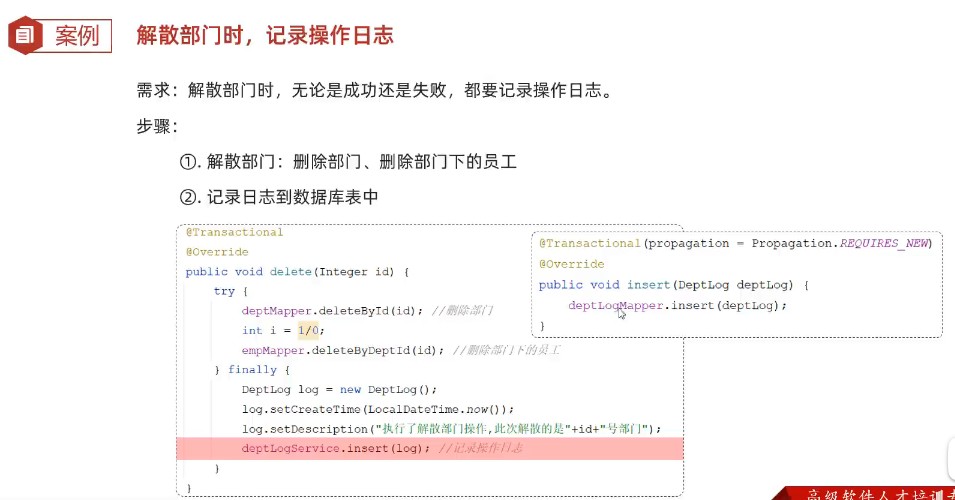 案例
解散部门时，记录操作日志
需求：解散部门时，无论是成功还是失败，都要记录操作日志。
步骤：
①. 解散部门：删除部门、删除部门下的员工
②. 记录日志到数据库表中
@Transactional
@Override
public void delete(Integer id) {
try {
deptMapper.deleteById(id); //删除部门
int i = 1/0;
empMapper.deleteByDeptId(id); //删除部门下的员工
} finally {
DeptLog log = new DeptLog();
log.setCreateTime(LocalDateTime.now());
log.setDescription("执行了解散部门操作,此次解散的是"+id+"号部门");
deptLogService.insert(log); //记录操作日志
}
}
@Transactional(propagation = Propagation.REQUIRES_NEW)
@Override
public void insert(DeptLog deptLog) {
deptLogMapper.insert(deptLog);
}
高级软件人才培训